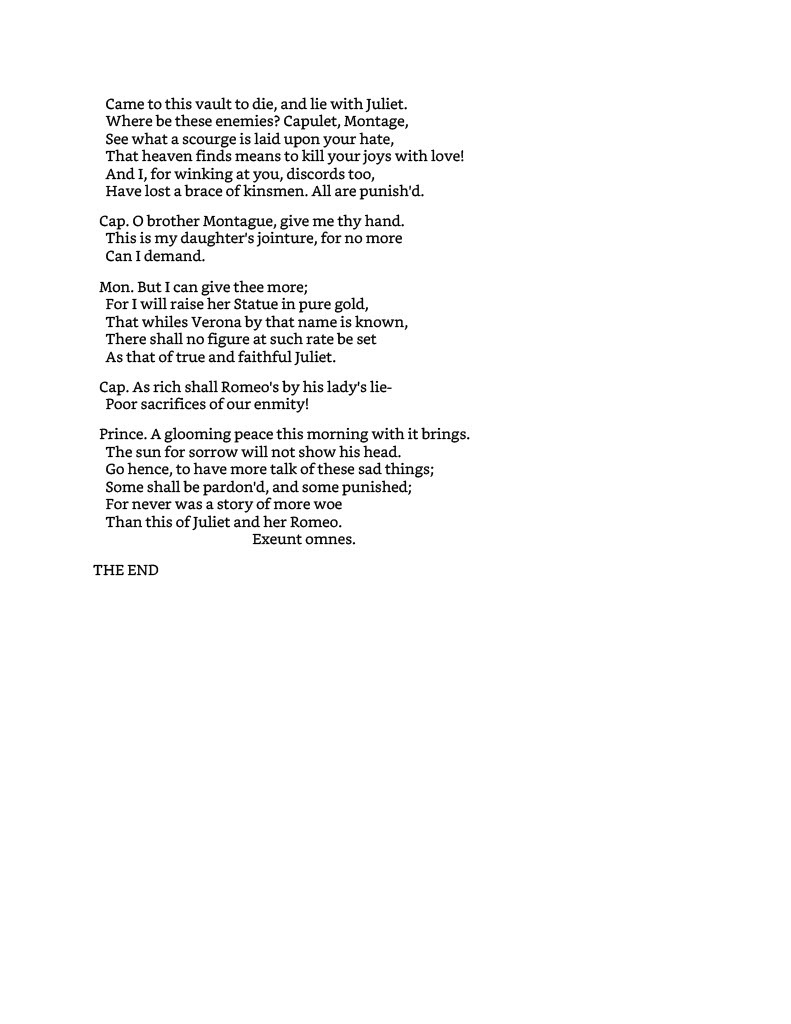 Came to this vault to die, and lie with Juliet.
Where be these enemies? Capulet, Montage,
See what a scourge is laid upon your hate,
That heaven finds means to kill your joys with love!
And I, for winking at you, discords too,
Have lost a brace of kinsmen. All are punish'd.
Cap. O brother Montague, give me thy hand.
This is my daughter's jointure, for no more
Can I demand.
Mon. But I can give thee more;
For I will raise her Statue in pure gold,
That whiles Verona by that name is known,
There shall no figure at such rate be set
As that of true and faithful Juliet.
Cap. As rich shall Romeo's by his lady's lie-
Poor sacrifices of our enmity!
Prince. A glooming peace this morning with it brings.
The sun for sorrow will not show his head.
Go hence, to have more talk of these sad things;
Some shall be pardon'd, and some punished;
For never was a story of more woe
Than this of Juliet and her Romeo.
Exeunt omnes.
THE END